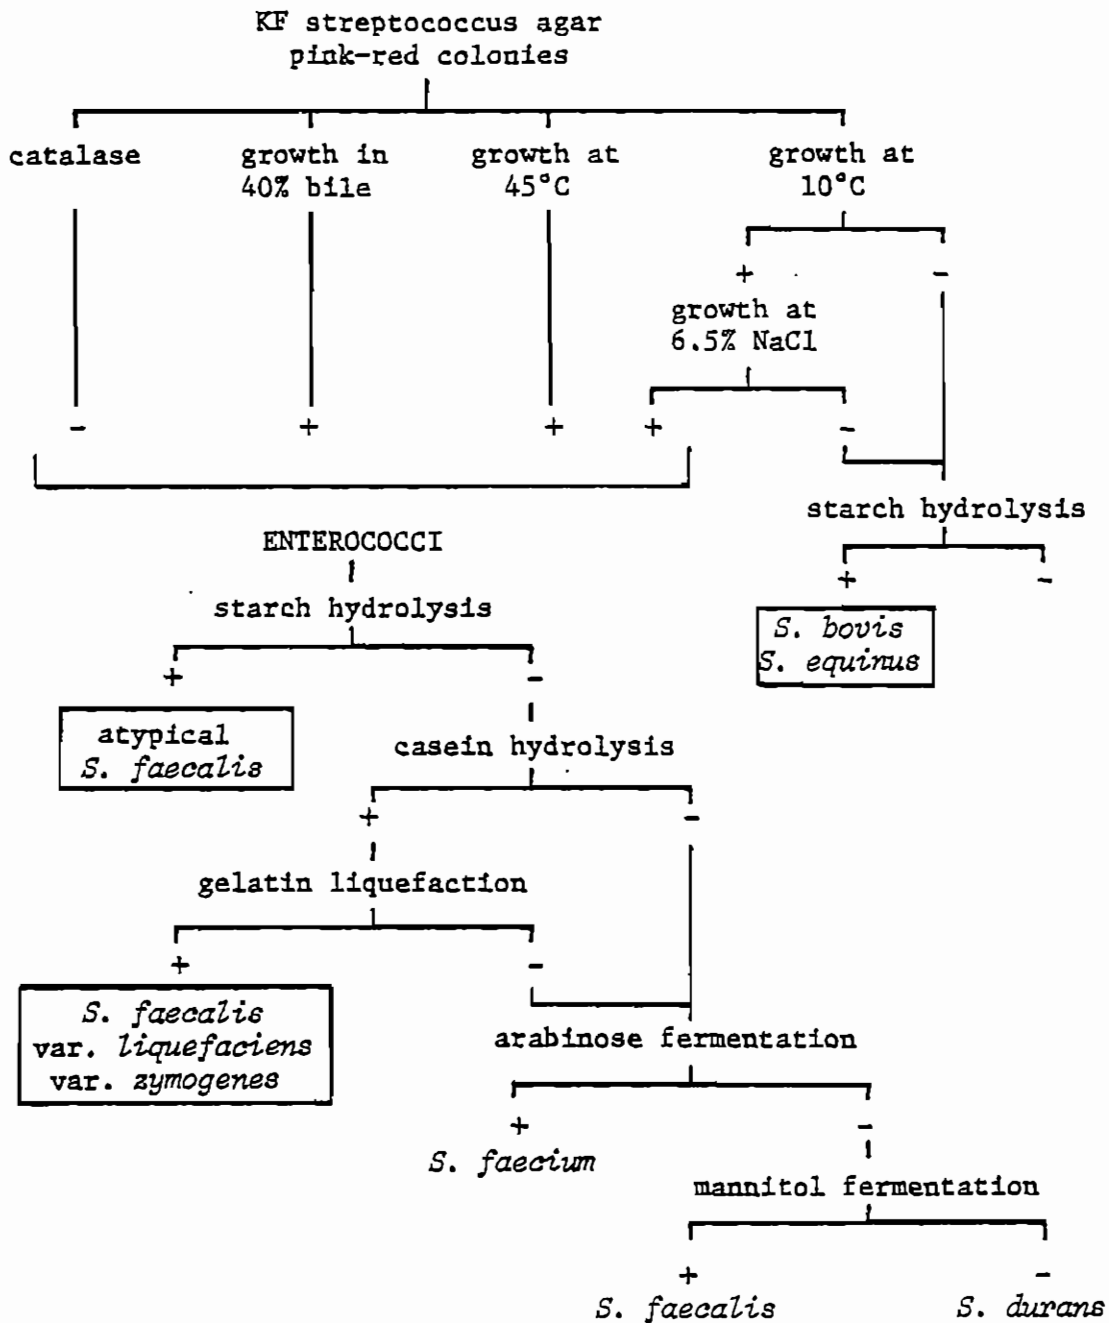 KF streptococcus agar
pink-red colonies
catalase
growth in
40% bile
growth at
45°C
growth at
10°C
+ -
growth at
6.5% NaCl
- + + + -
starch hydrolysis
+ -
S. bovis
S. equinus
ENTEROCOCCI
starch hydrolysis
+ -
atypical
S. faecalis
casein hydrolysis
+ -
gelatin liquefaction
+ -
S. faecalis
var. liquefaciens
var. zymogenes
arabinose fermentation
+ -
S. faecium
mannitol fermentation
+ -
S. faecalis S. durans